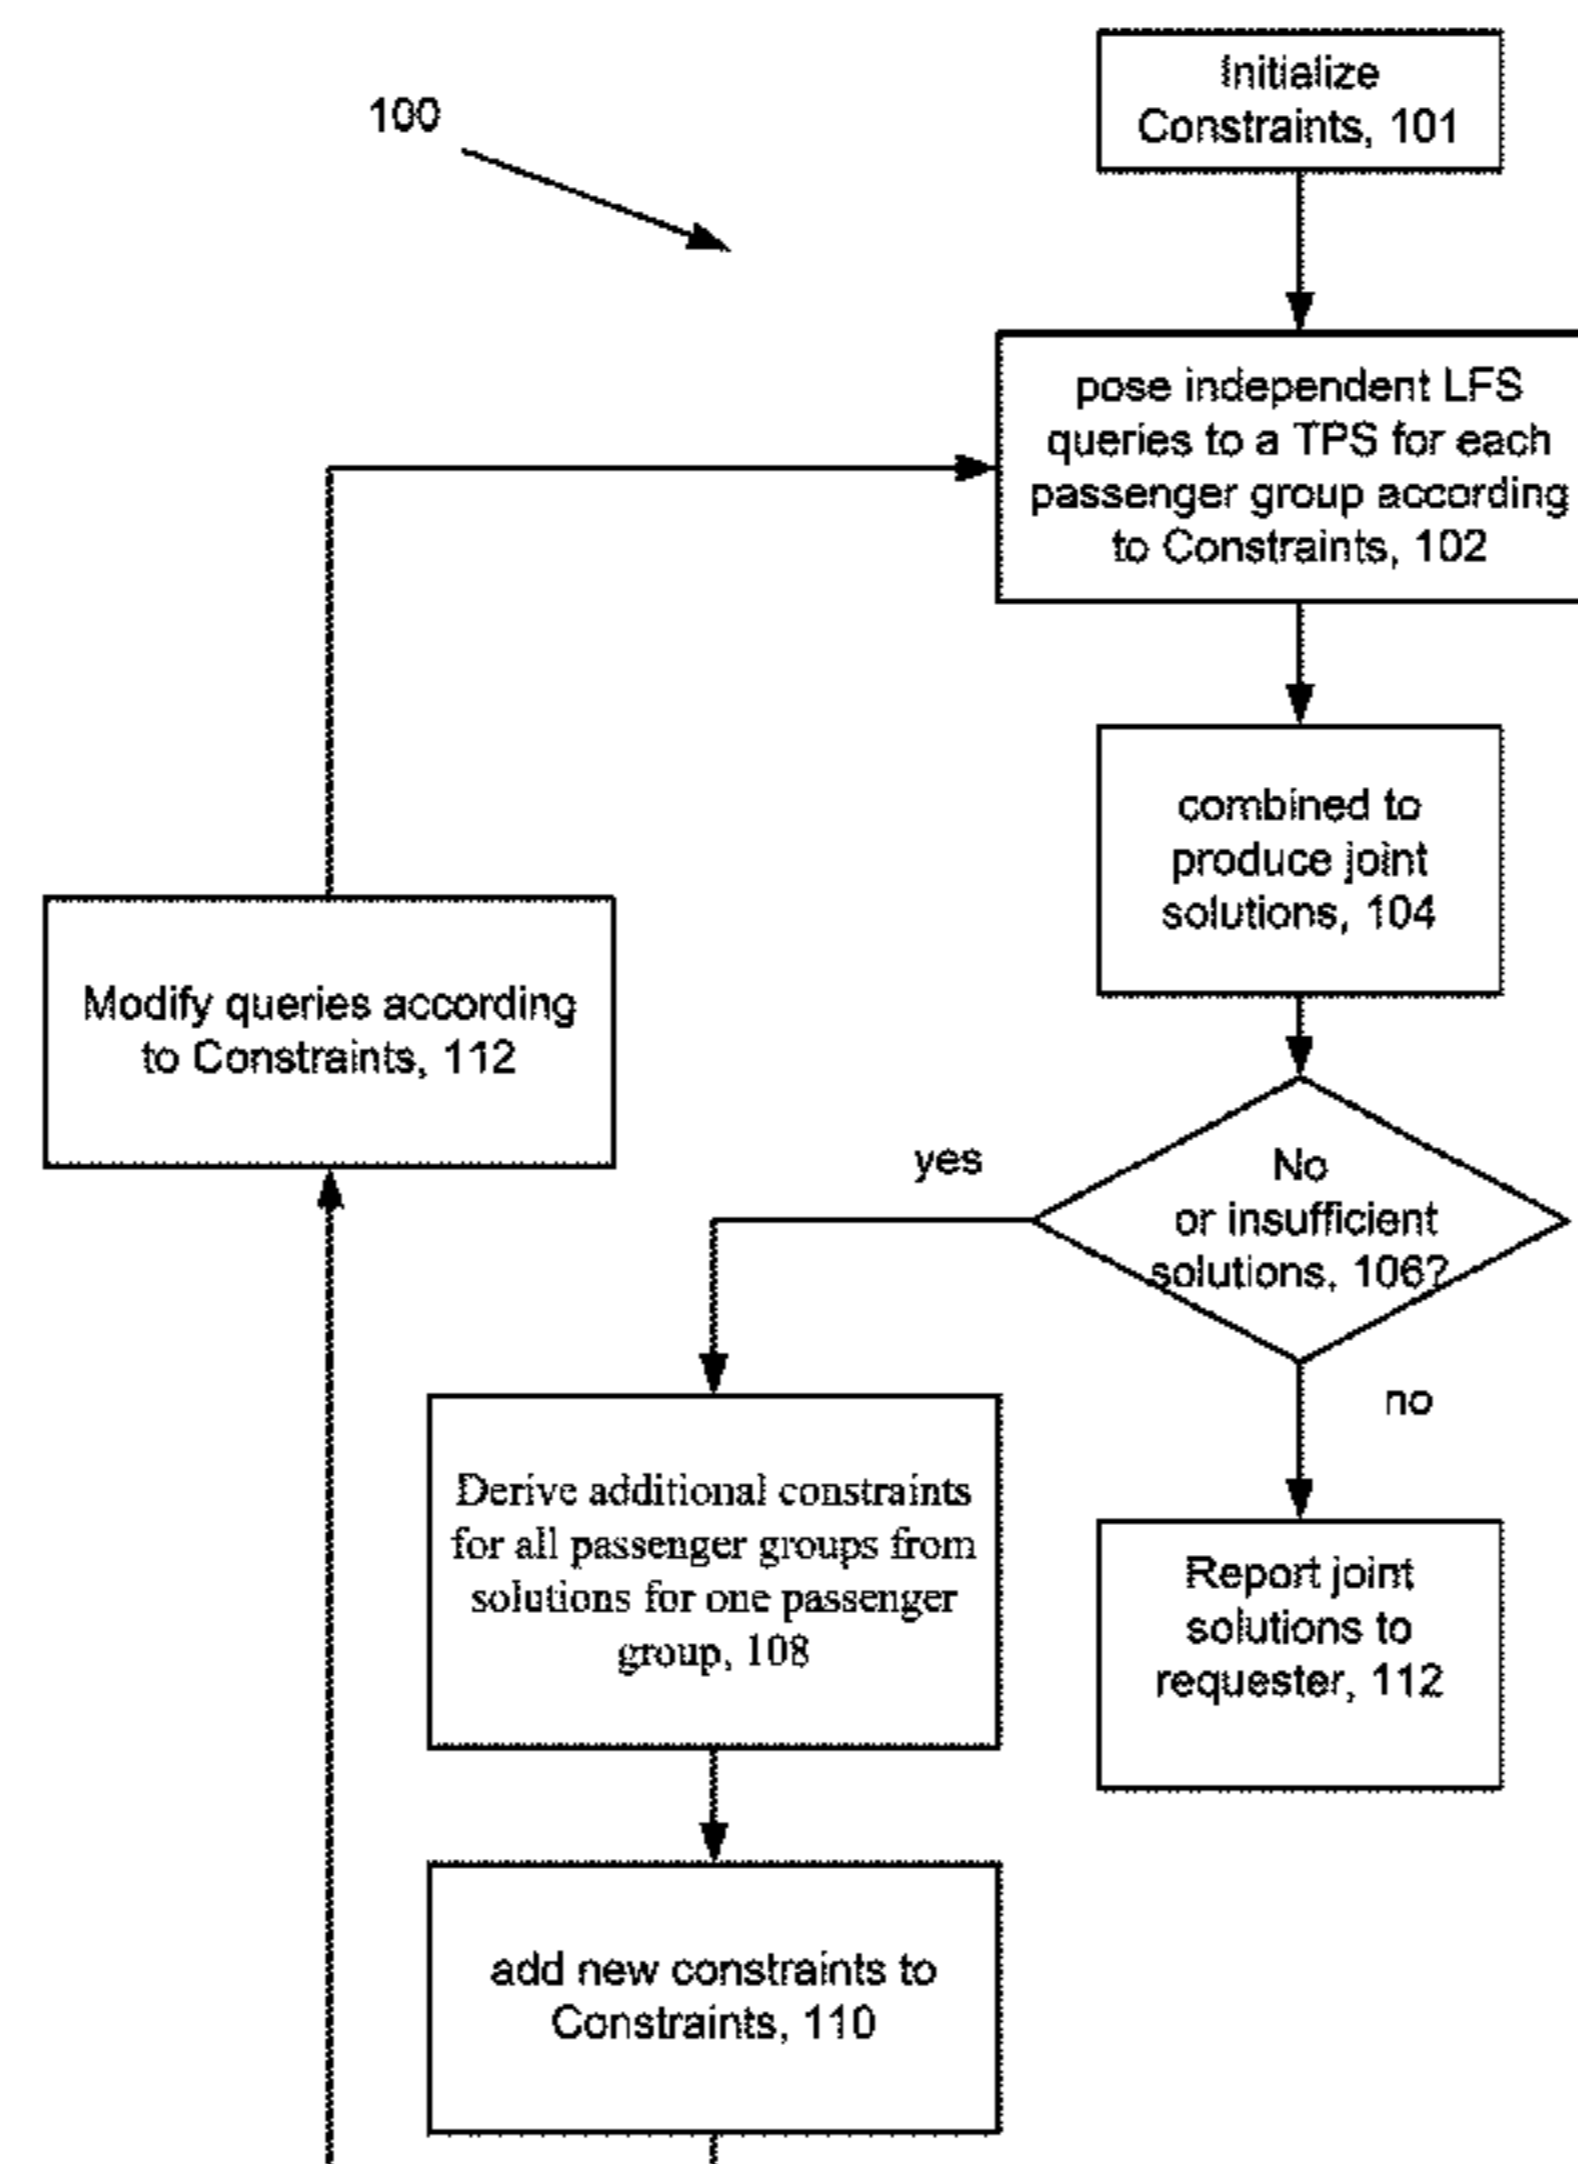 100
Initialize
Constraints, 101
pose independent LFS
queries to a TPS for each
passenger group according
to Constraints, 102
combined to
produce joint
solutions, 104
Modify queries according
to Constraints, 112
yes
No
or insufficient
solutions, 106?
no
Derive additional constraints
for all passenger groups from
solutions for one passenger
group, 108
Report joint
solutions to
requester, 112
add new constraints to
Constraints, 110